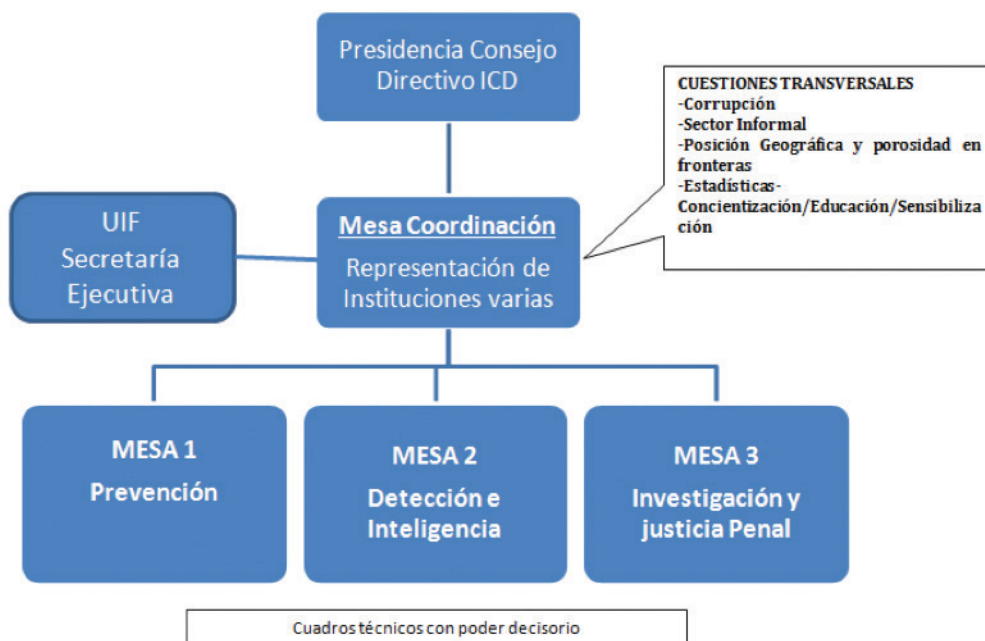 Presidencia Consejo
Directivo ICD
CUESTIONES TRANSVERSALES
-Corrupción
-Sector Informal
-Posición Geográfica y porosidad en
fronteras
-Estadísticas-
Concientización/Educación/Sensibiliza
ción
UIF
Secretaría
Ejecutiva
Mesa Coordinación
Representación de
Instituciones varias
MESA 1
Prevención
MESA 2
Detección e
Inteligencia
MESA 3
Investigación y
justicia Penal
Cuadros técnicos con poder decisorio